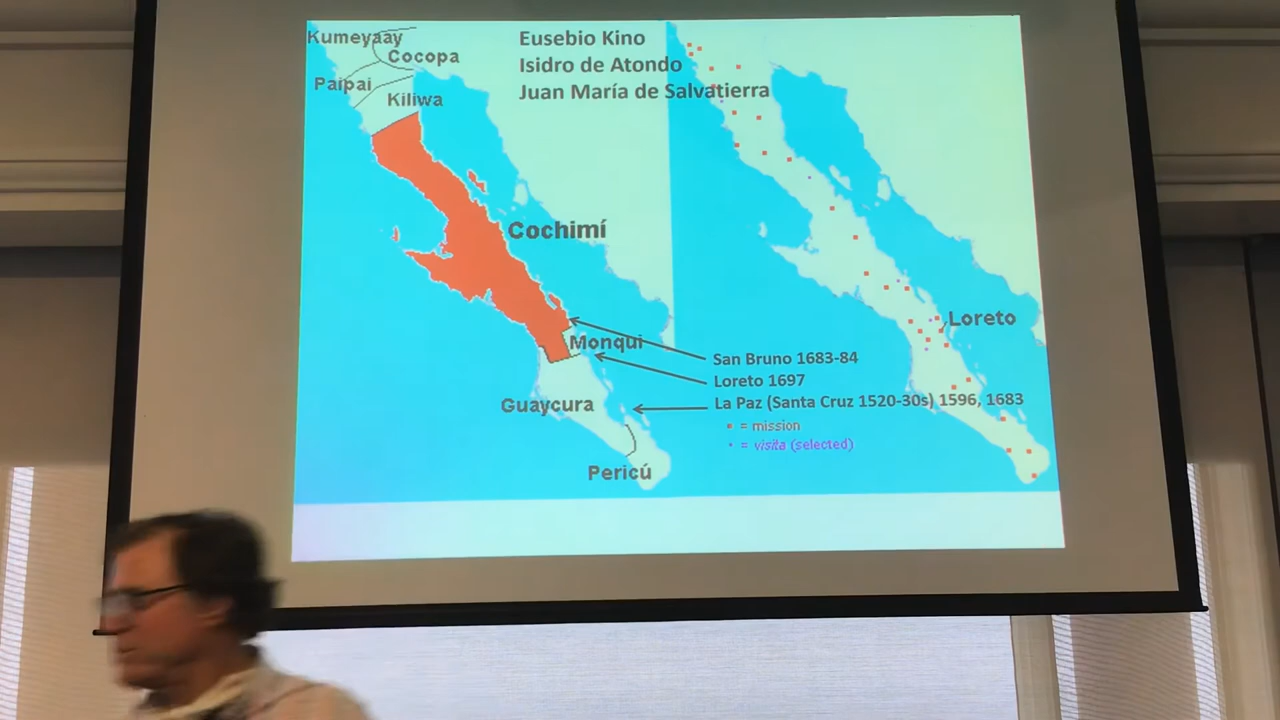 Kumeyaay
Cocopa
Paipai
Kiliwa
Eusebio Kino
Isidro de Atondo
Juan María de Salvatierra
Cochimí
Monqui
Guaycura
Pericú
Loreto
San Bruno 1683-84
Loreto 1697
La Paz (Santa Cruz 1520-30s) 1596, 1683
= mission
= visita (selected)